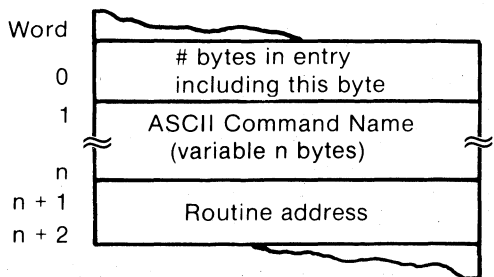 Word
0
# bytes in entry
including this byte
1
ASCII Command Name
(variable n bytes)
n
n + 1
Routine address
n + 2